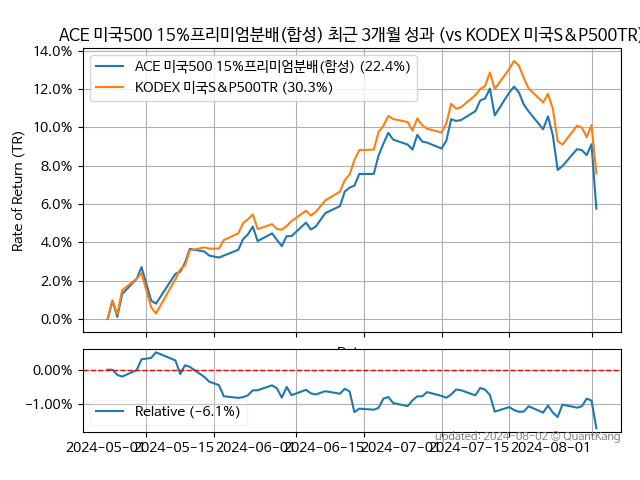 ACE 미국500 15%프리미엄분배(합성) 최근 3개월 성과 (vs KODEX 미국S&P500TR)
14.0%
12.0%
10.0%
8.0%
6.0%
4.0%
2.0%
0.0%
Rate of Return (TR)
ACE 미국500 15%프리미엄분배(합성) (22.4%)
KODEX 미국S&P500TR (30.3%)
0.00%
-1.00%
Relative (-6.1%)
updated: 2024-08-02 © QuantKang
2024-05-01 2024-05-15 2024-06-01 2024-06-15 2024-07-01 2024-07-15 2024-08-01